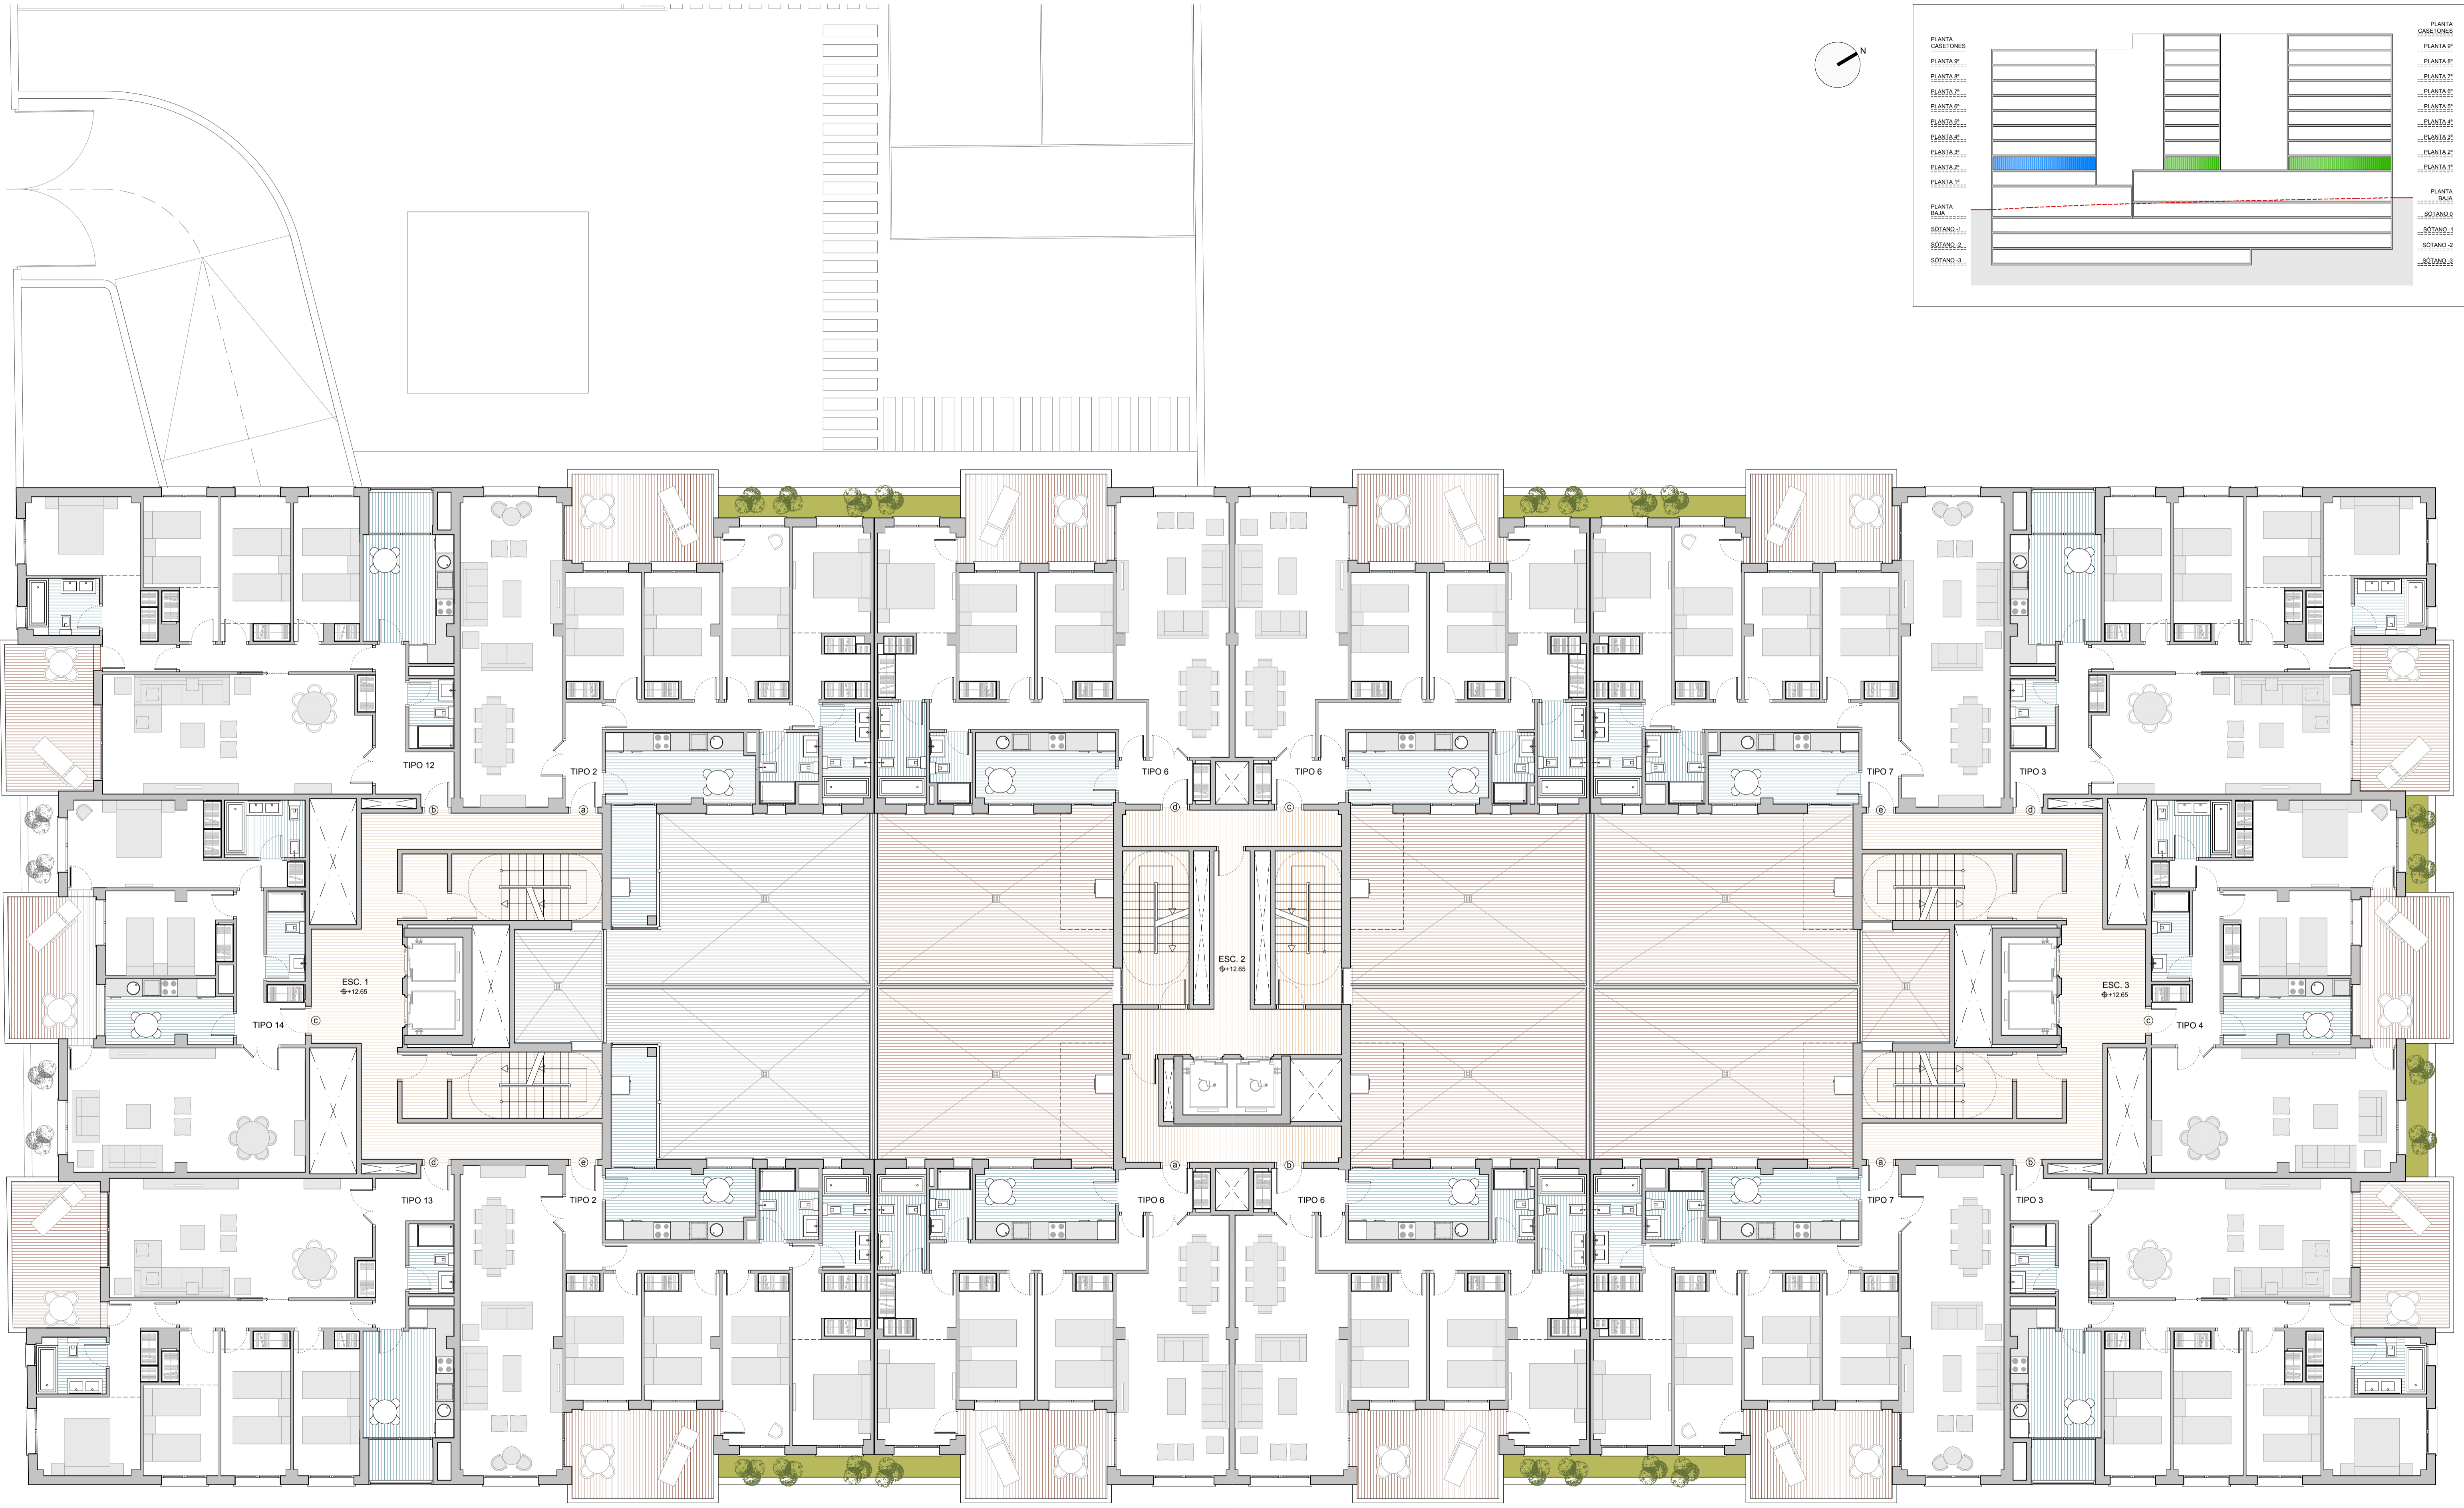 N
PLANTA
CASETONES
PLANTA 9ª
PLANTA 8ª
PLANTA 7ª
PLANTA 6ª
PLANTA 5ª
PLANTA 4ª
PLANTA 3ª
PLANTA 2ª
PLANTA 1ª
PLANTA
BAJA
SÓTANO -1
SÓTANO -2
SÓTANO -3
PLANTA
CASETONES
PLANTA 9ª
PLANTA 8ª
PLANTA 7ª
PLANTA 6ª
PLANTA 5ª
PLANTA 4ª
PLANTA 3ª
PLANTA 2ª
PLANTA 1ª
PLANTA
BAJA
SÓTANO 0
SÓTANO -1
SÓTANO -2
SÓTANO -3
TIPO 12
TIPO 2
TIPO 6
TIPO 6
TIPO 7
TIPO 3
b
a
d
c
e
d
ESC. 1
+12.65
c
TIPO 14
ESC. 2
+12.65
ESC. 3
+12.65
c
TIPO 4
d
e
a
b
a
b
TIPO 13
TIPO 2
TIPO 6
TIPO 6
TIPO 7
TIPO 3